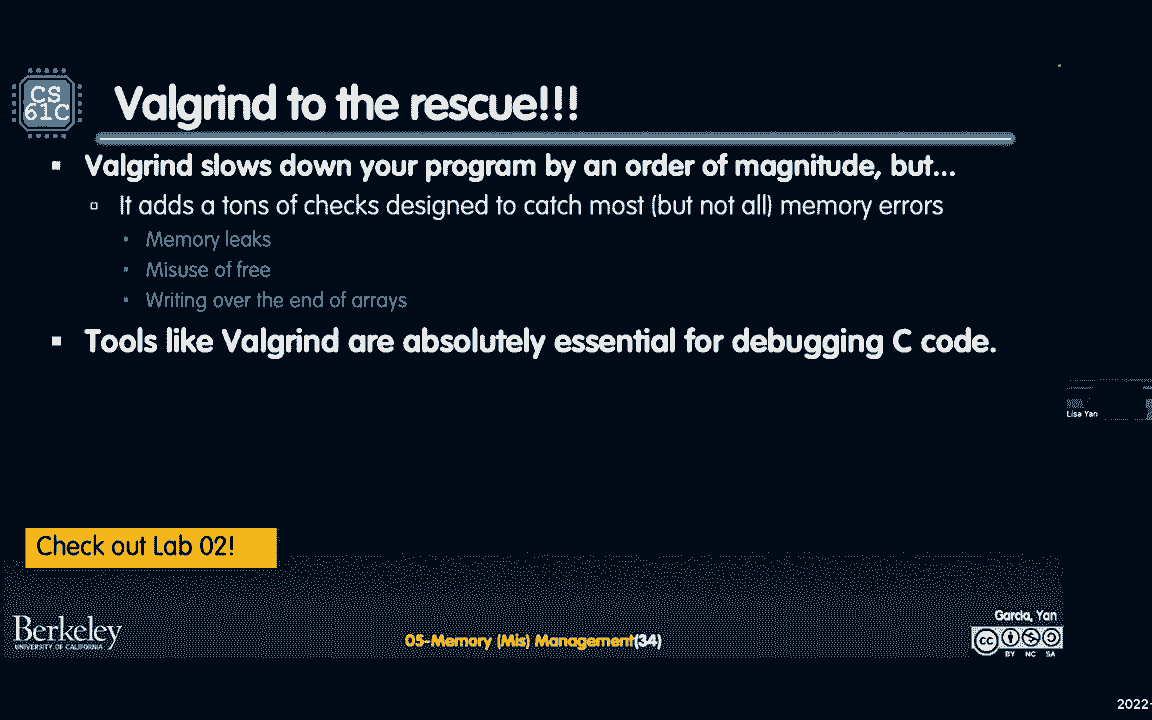 CS
61C
Valgrind to the rescue!!!
Valgrind slows down your program by an order of magnitude, but...
It adds a tons of checks designed to catch most (but not all) memory errors
Memory leaks
Misuse of free
Writing over the end of arrays
Tools like Valgrind are absolutely essential for debugging C code.
Lisa Yan
Check out Lab 02!
Berkeley
UNIVERSITY OF CALIFORNIA
05-Memory (Mis) Management(34)
Garcia, Yan
cc
BY NC SA
2022-